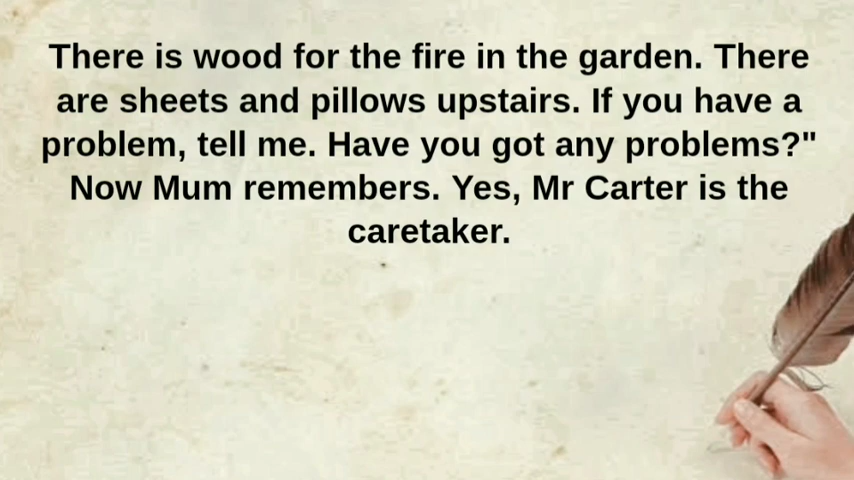 There is wood for the fire in the garden. There
are sheets and pillows upstairs. If you have a
problem, tell me. Have you got any problems?"
Now Mum remembers. Yes, Mr Carter is the
caretaker.